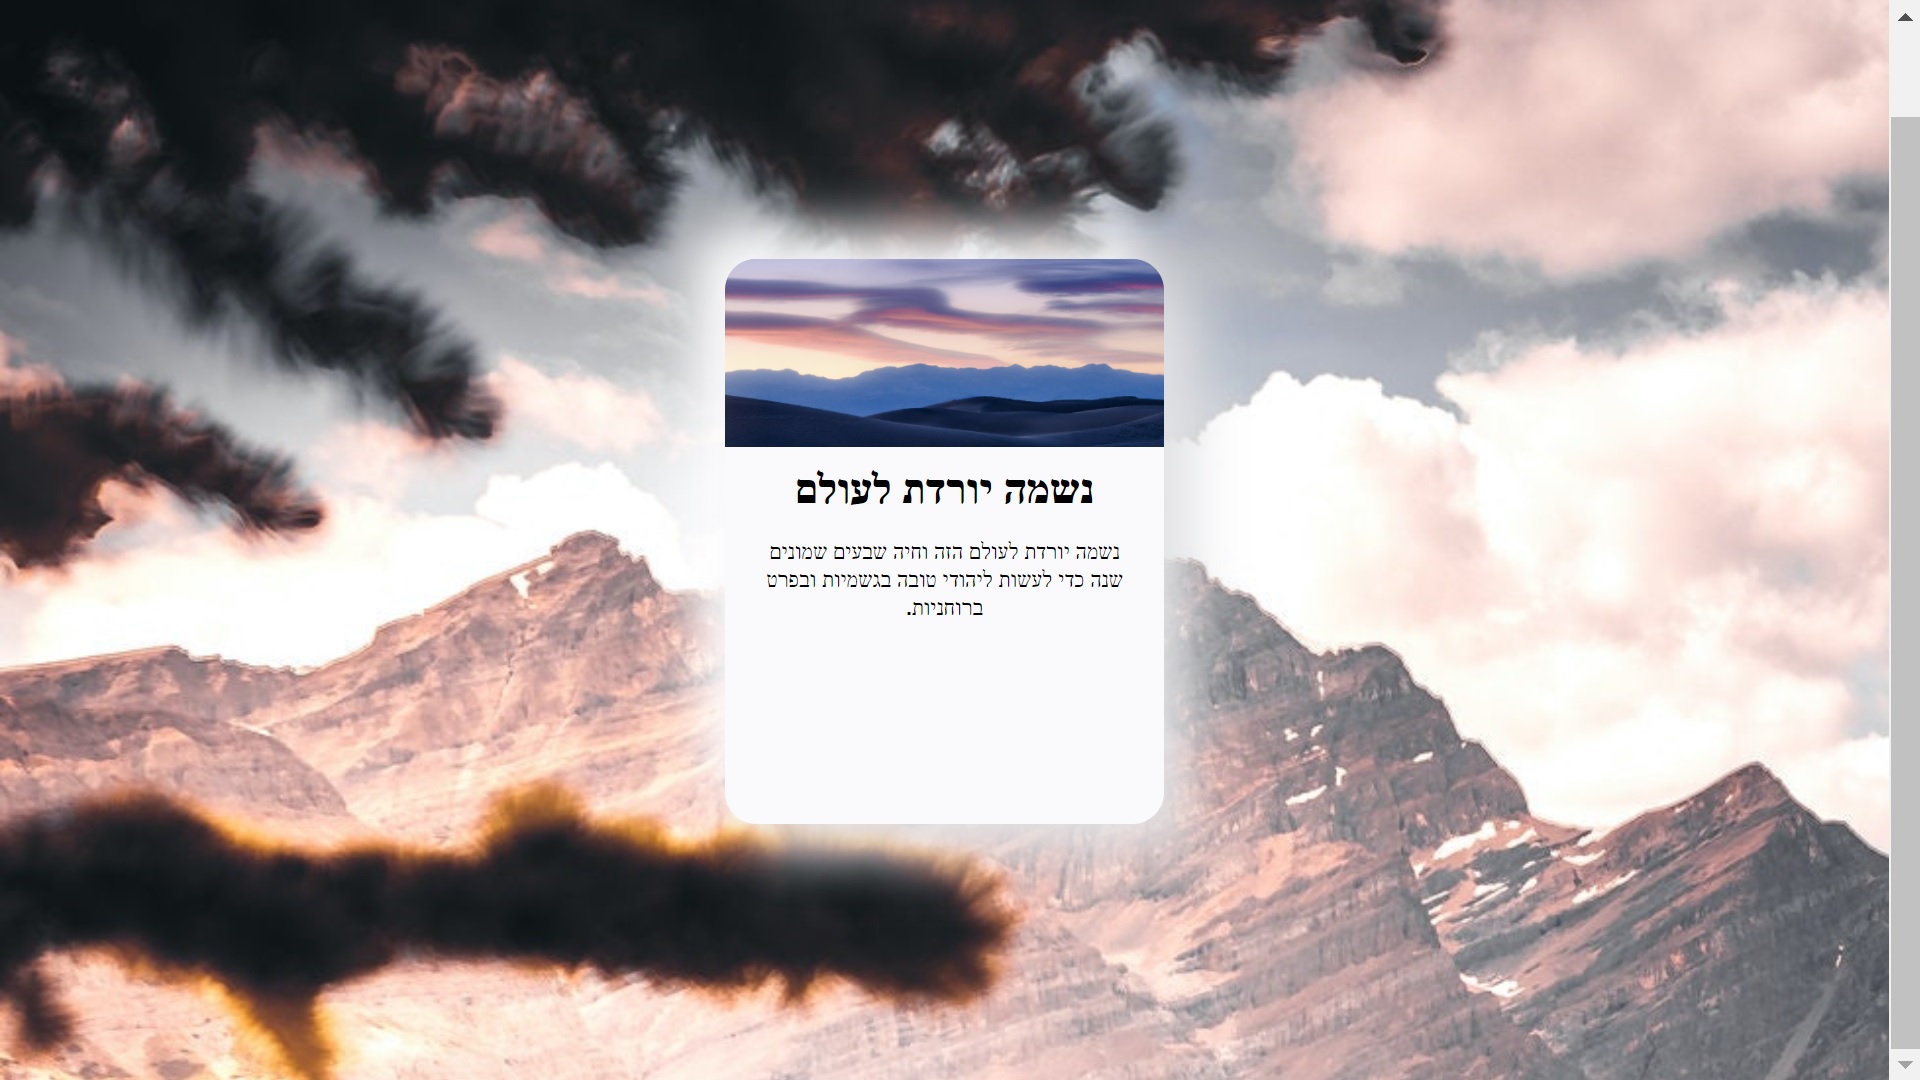 נשמה יורדת לעולם
נשמה יורדת לעולם הזה וחיה שבעים שמונים
שנה כדי לעשות ליהודי טובה בגשמיות ובפרט
ברוחניות.